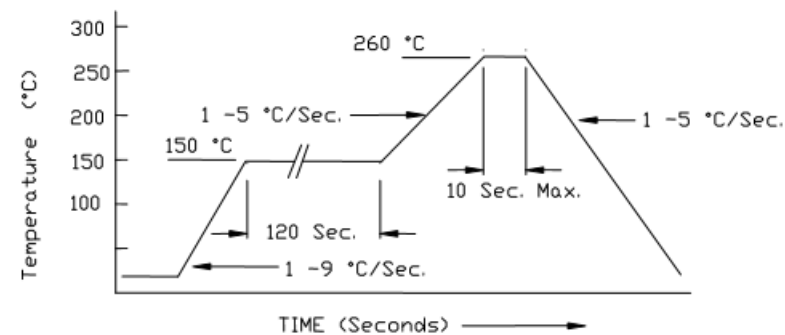 300
260 °C
250
200
1 -5 °C/Sec.
1 -5 °C/Sec.
150 °C
150
10 Sec. Max.
100
120 Sec.
1 -9 °C/Sec.
Temperature (°C)
TIME (Seconds)